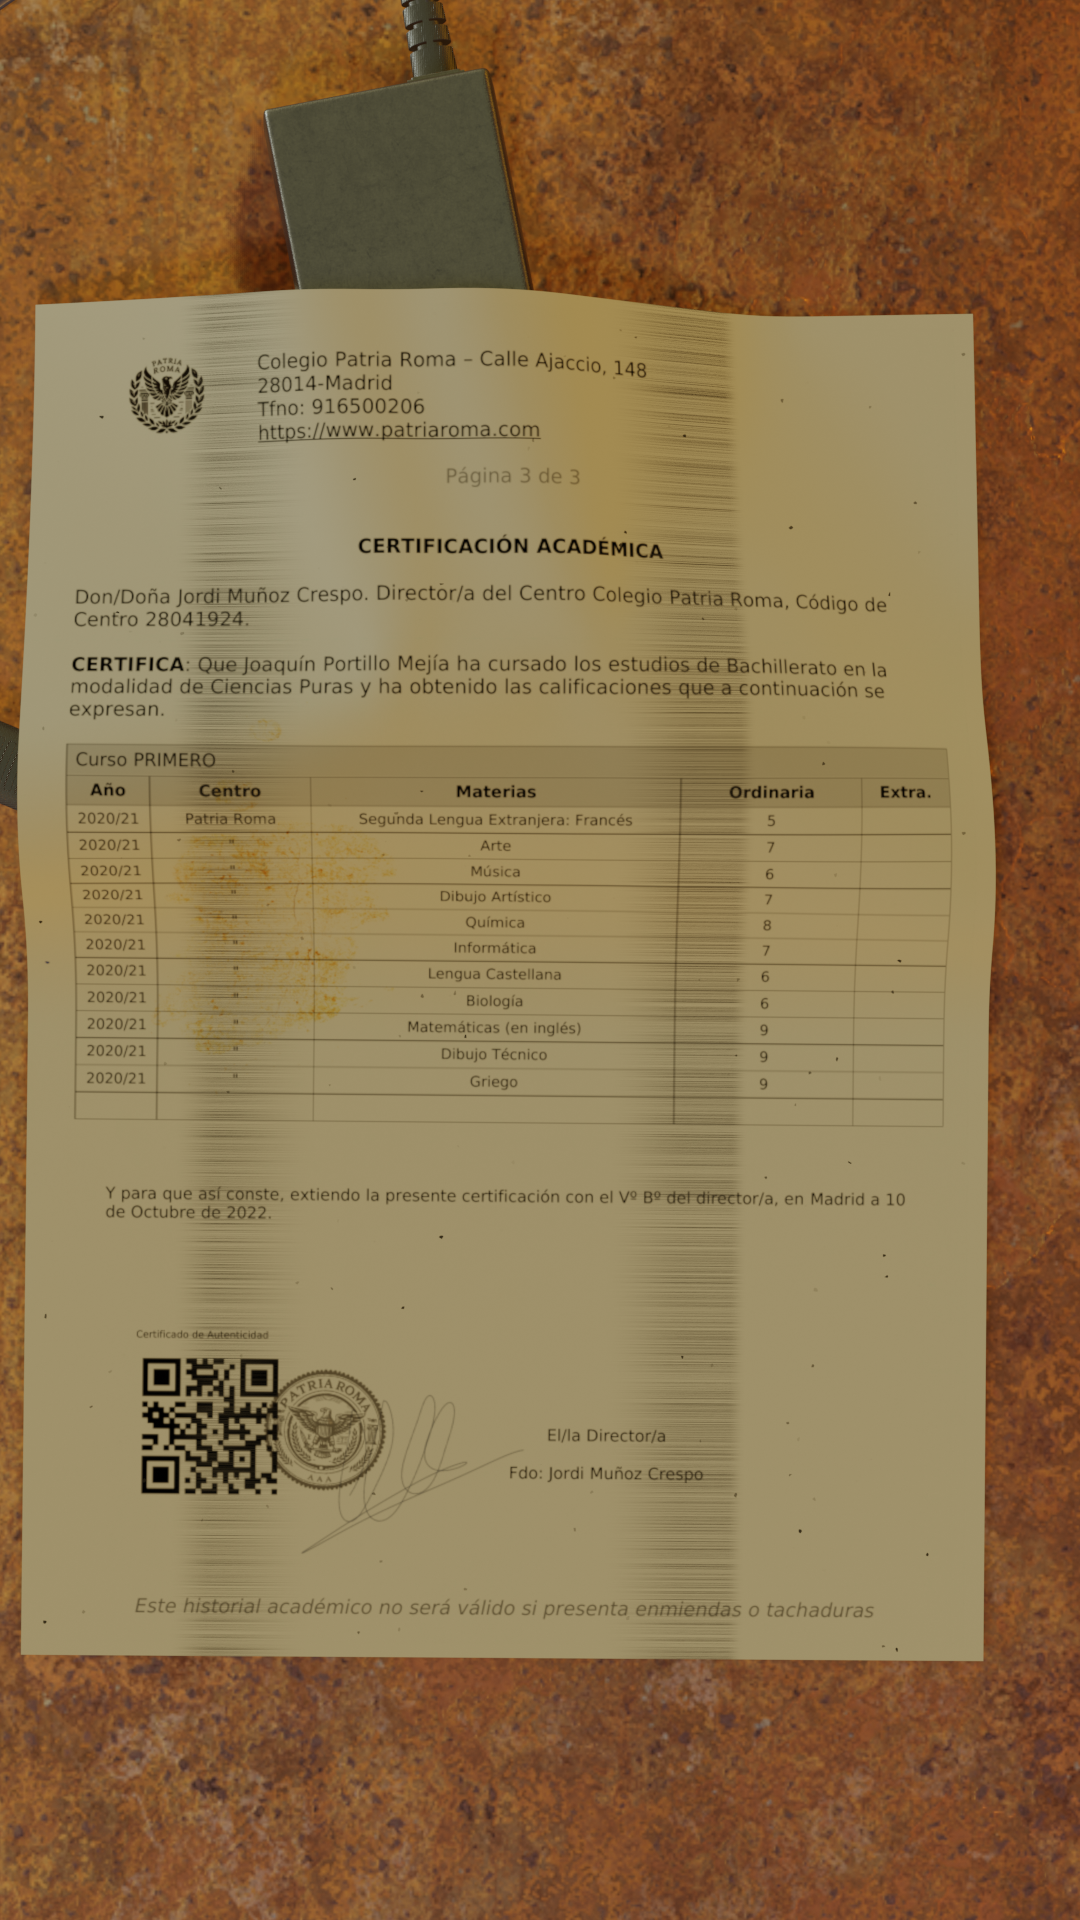 PATRIA
ROMA
Colegio Patria Roma – Calle Ajaccio, 148
28014-Madrid
Tfno: 916500206
https://www.patriaroma.com
Página 3 de 3
CERTIFICACIÓN ACADÉMICA
Don/Doña Jordi Muñoz Crespo. Director/a del Centro Colegio Patria Roma, Código de
Centro 28041924.
CERTIFICA: Que Joaquín Portillo Mejía ha cursado los estudios de Bachillerato en la
modalidad de Ciencias Puras y ha obtenido las calificaciones que a continuación se
expresan.
Curso PRIMERO
Año Centro Materias Ordinaria Extra.
2020/21 Patria Roma Segunda Lengua Extranjera: Francés 5
2020/21 " Arte 7
2020/21 " Música 6
2020/21 " Dibujo Artístico 7
2020/21 " Química 8
2020/21 " Informática 7
2020/21 " Lengua Castellana 6
2020/21 " Biología 6
2020/21 " Matemáticas (en inglés) 9
2020/21 " Dibujo Técnico 9
2020/21 " Griego 9
Y para que así conste, extiendo la presente certificación con el Vº Bº del director/a, en Madrid a 10
de Octubre de 2022.
Certificado de Autenticidad
PATRIA ROMA
A A A
El/la Director/a
Fdo: Jordi Muñoz Crespo
Este historial académico no será válido si presenta enmiendas o tachaduras